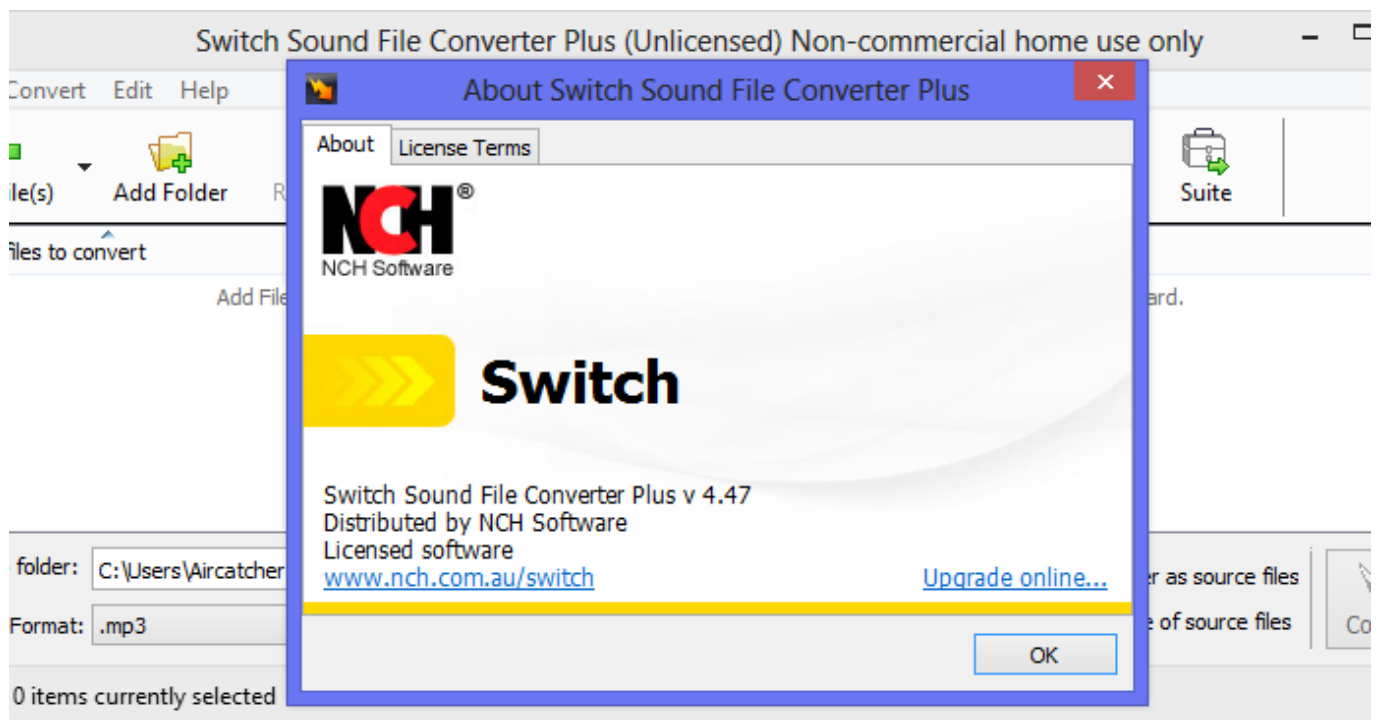 Switch Sound File Converter Plus (Unlicensed) Non-commercial home use only
Convert Edit Help
About Switch Sound File Converter Plus
ile(s) Add Folder R
Suite
About License Terms
files to convert
NCH ®
NCH Software
Add File
ard.
Switch
Switch Sound File Converter Plus v 4.47
Distributed by NCH Software
Licensed software
www.nch.com.au/switch Upgrade online...
folder: C:\Users\Aircatcher
er as source files
Format: .mp3
e of source files
Co
OK
0 items currently selected